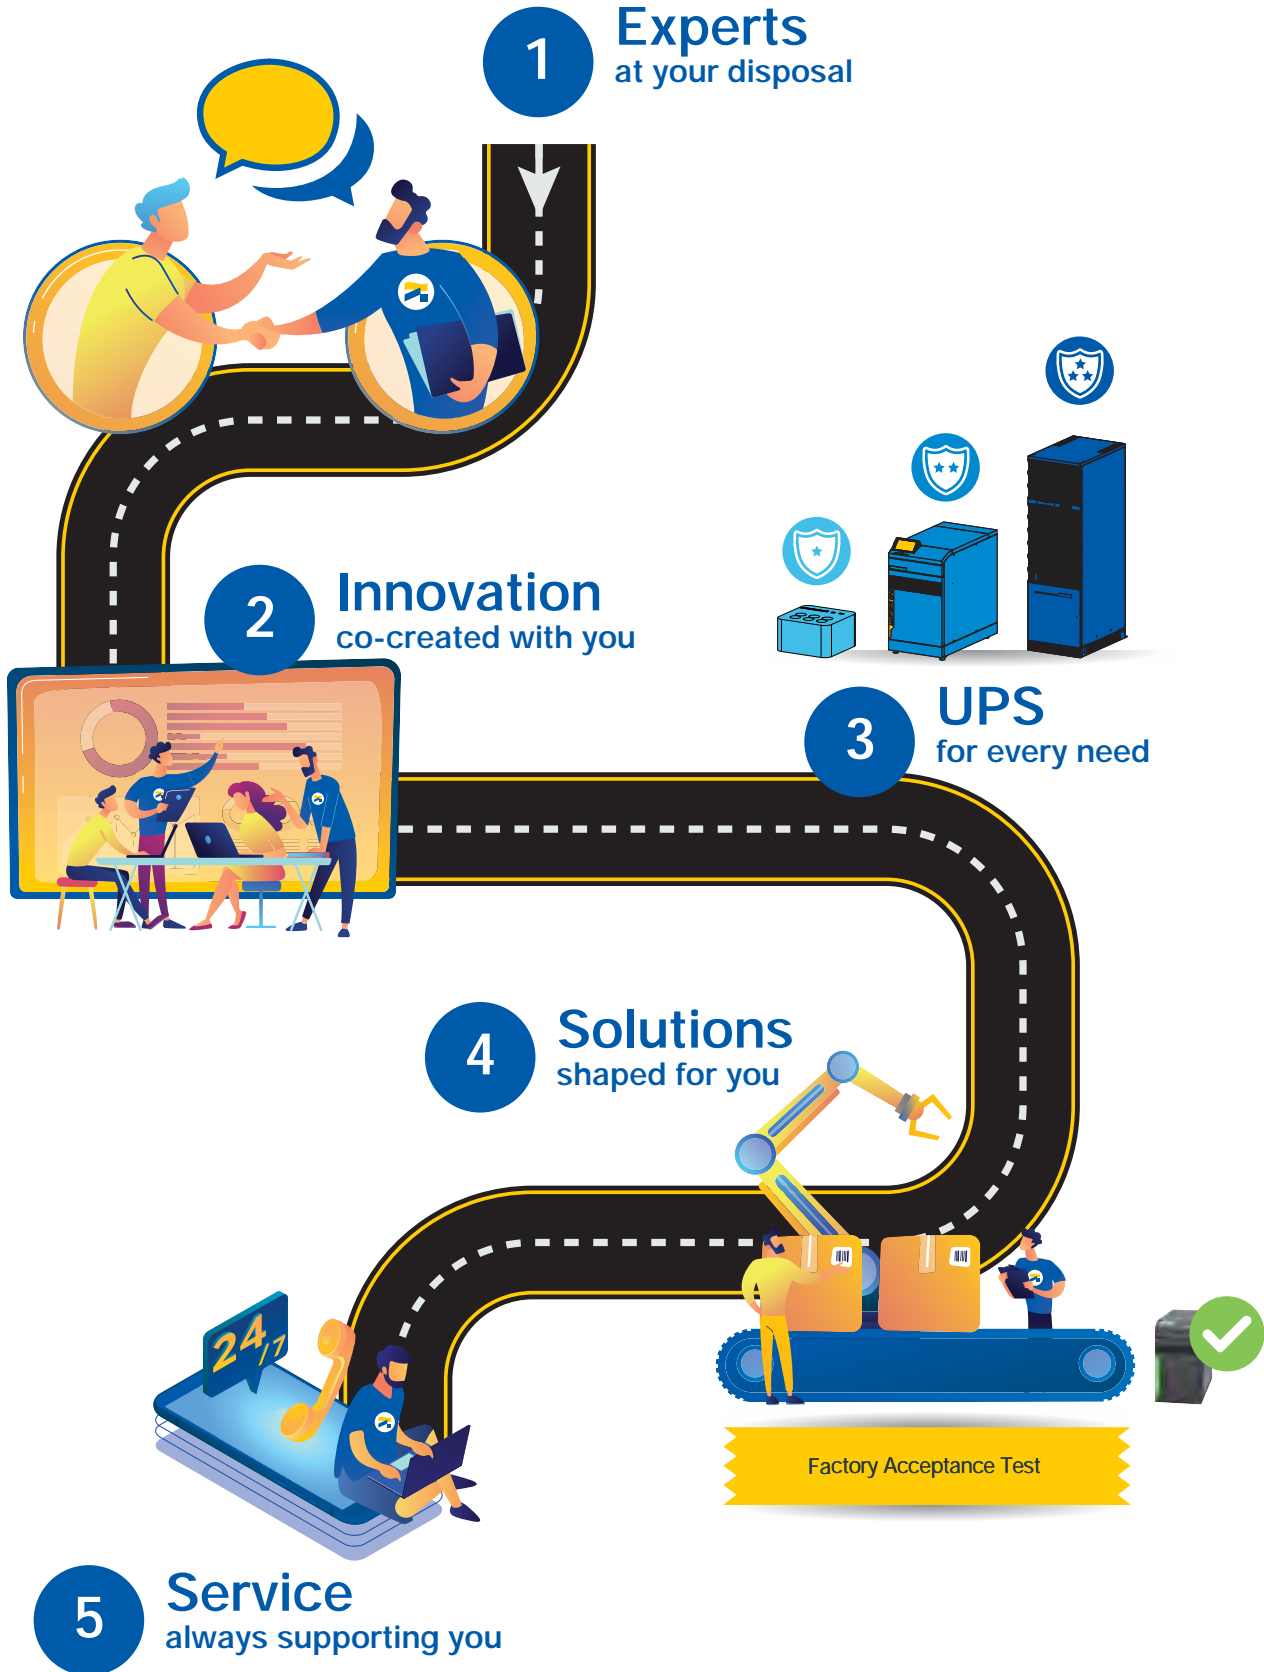 1
Experts
at your disposal
2
Innovation
co-created with you
3
UPS
for every need
4
Solutions
shaped for you
24/7
Factory Acceptance Test
5
Service
always supporting you